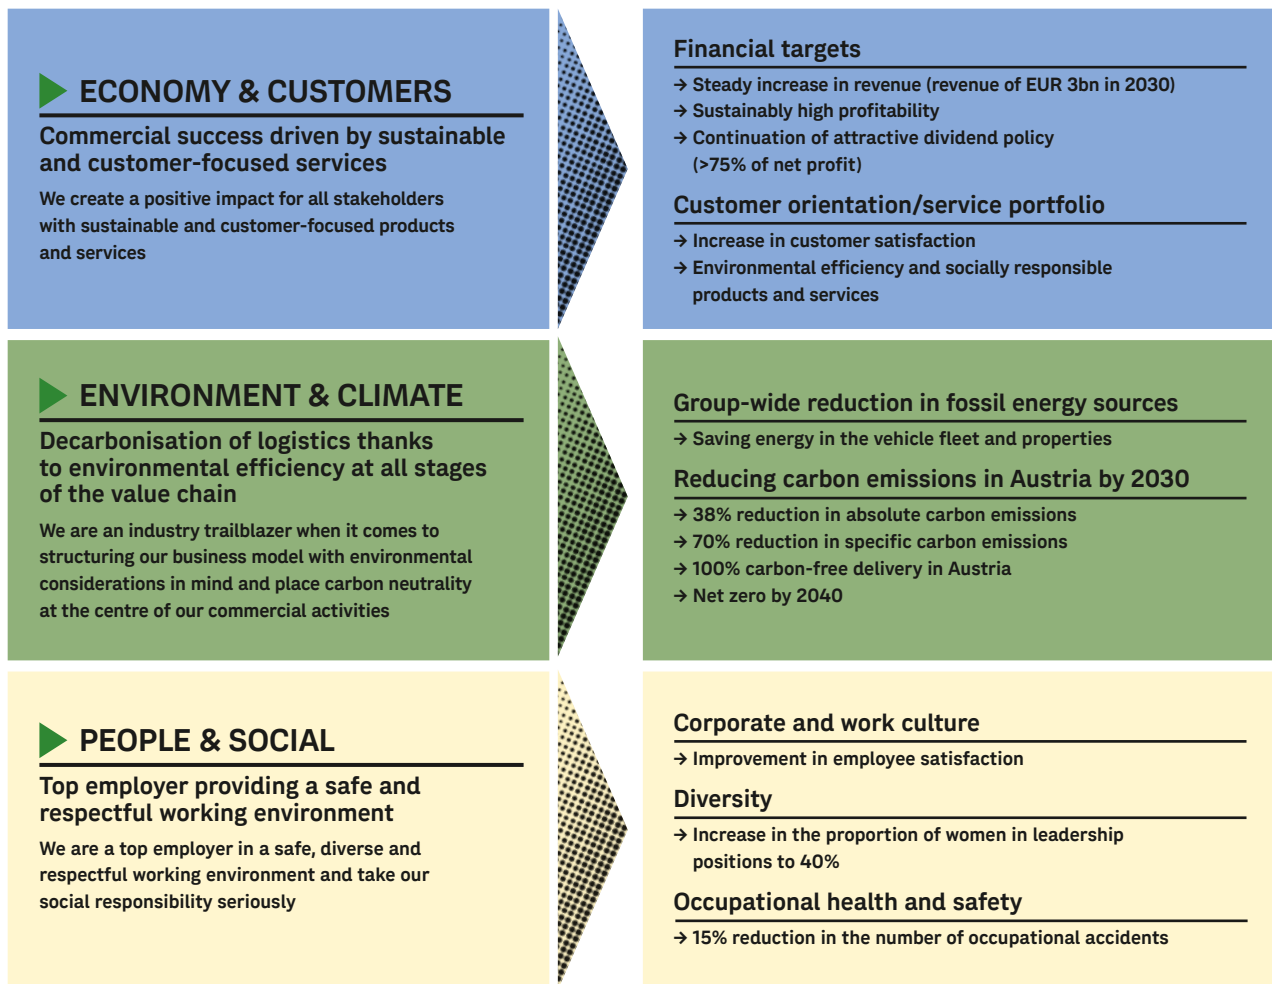 ECONOMY & CUSTOMERS
Commercial success driven by sustainable
and customer-focused services
We create a positive impact for all stakeholders
with sustainable and customer-focused products
and services
Financial targets
→ Steady increase in revenue (revenue of EUR 3bn in 2030)
→ Sustainably high profitability
→ Continuation of attractive dividend policy
(>75% of net profit)
Customer orientation/service portfolio
→ Increase in customer satisfaction
→ Environmental efficiency and socially responsible
products and services
ENVIRONMENT & CLIMATE
Decarbonisation of logistics thanks
to environmental efficiency at all stages
of the value chain
We are an industry trailblazer when it comes to
structuring our business model with environmental
considerations in mind and place carbon neutrality
at the centre of our commercial activities
Group-wide reduction in fossil energy sources
→ Saving energy in the vehicle fleet and properties
Reducing carbon emissions in Austria by 2030
→ 38% reduction in absolute carbon emissions
→ 70% reduction in specific carbon emissions
→ 100% carbon-free delivery in Austria
→ Net zero by 2040
PEOPLE & SOCIAL
Top employer providing a safe and
respectful working environment
We are a top employer in a safe, diverse and
respectful working environment and take our
social responsibility seriously
Corporate and work culture
→ Improvement in employee satisfaction
Diversity
→ Increase in the proportion of women in leadership
positions to 40%
Occupational health and safety
→ 15% reduction in the number of occupational accidents